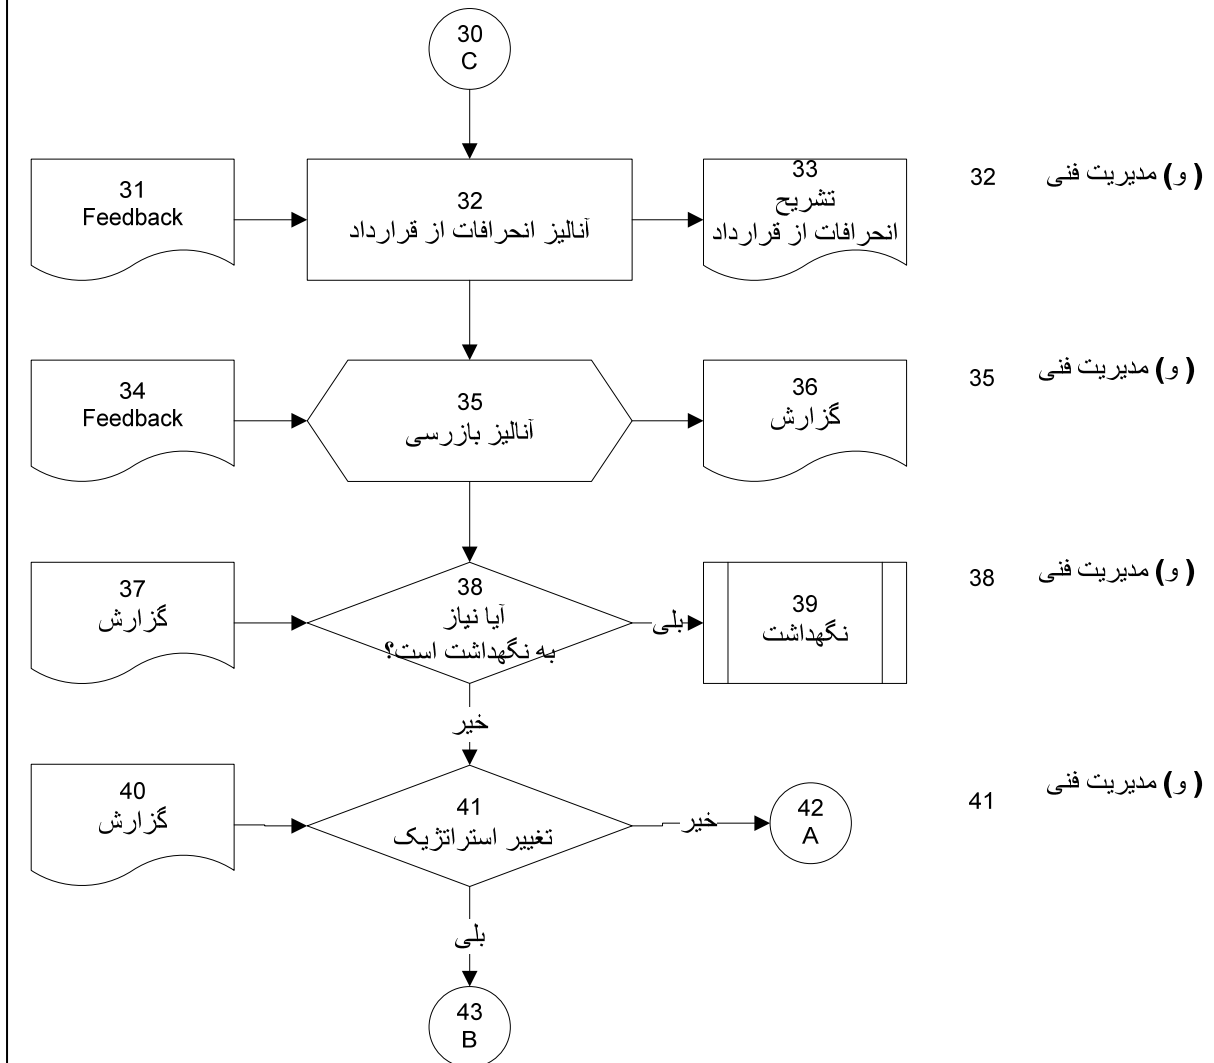 30
C
31
Feedback
32
آنالیز انحرافات از قرارداد
33
تشریح
انحرافات از قرارداد
32
( و) مدیریت فنی
34
Feedback
35
آنالیز بازرسی
36
گزارش
35
( و) مدیریت فنی
37
گزارش
38
آیا نیاز
به نگهداشت است؟
بلی
39
نگهداشت
38
( و) مدیریت فنی
خیر
40
گزارش
41
تغییر استراتژیک
خیر
42
A
41
( و) مدیریت فنی
بلی
43
B